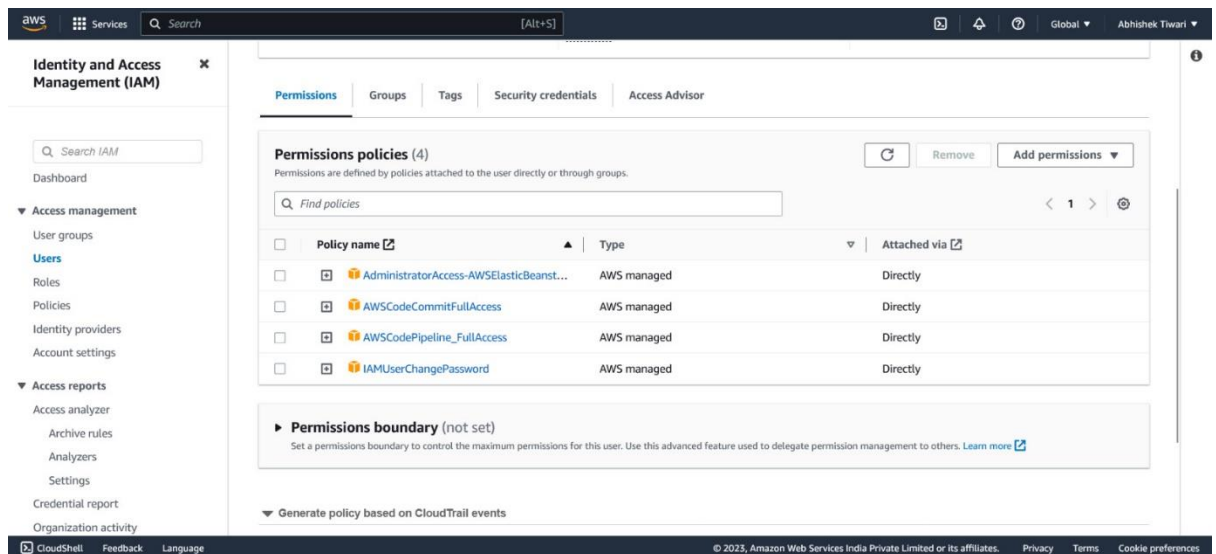 aws Services Search [Alt+S] Global Abhishek Tiwari
Identity and Access Management (IAM)
Search IAM
Dashboard
Access management
User groups
Users
Roles
Policies
Identity providers
Account settings
Access reports
Access analyzer
Archive rules
Analyzers
Settings
Credential report
Organization activity
Permissions Groups Tags Security credentials Access Advisor
Permissions policies (4)
Remove Add permissions
Permissions are defined by policies attached to the user directly or through groups.
Find policies 1
Policy name Type Attached via
AdministratorAccess-AWSElasticBeanst... AWS managed Directly
AWSCodeCommitFullAccess AWS managed Directly
AWSCodePipeline_FullAccess AWS managed Directly
IAMUserChangePassword AWS managed Directly
Permissions boundary (not set)
Set a permissions boundary to control the maximum permissions for this user. Use this advanced feature used to delegate permission management to others. Learn more
Generate policy based on CloudTrail events
CloudShell Feedback Language © 2023, Amazon Web Services India Private Limited or its affiliates. Privacy Terms Cookie preferences